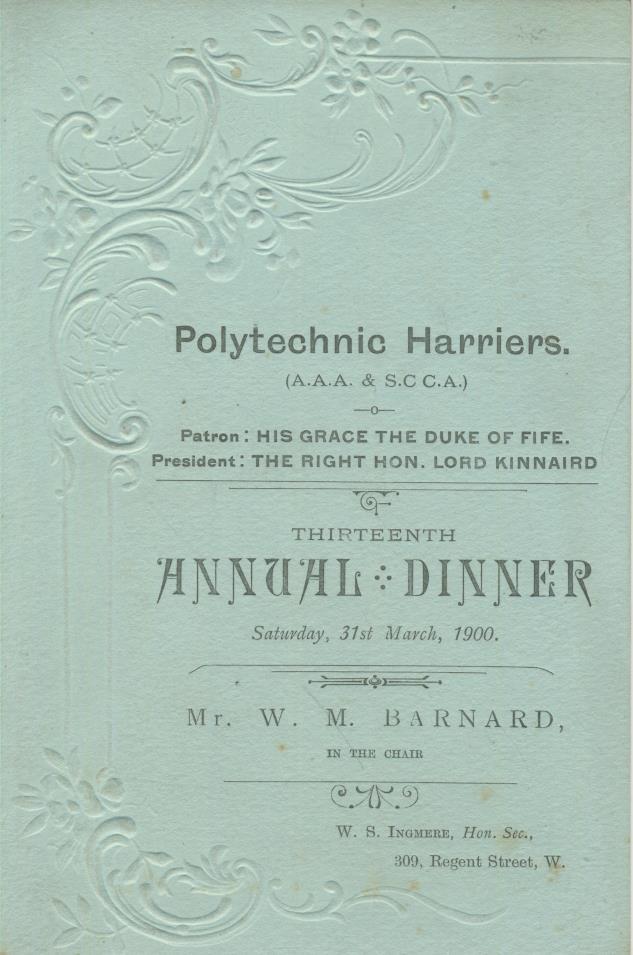 Polytechnic Harriers.
(A.A.A. & S.C C.A.)
—o—
Patron: HIS GRACE THE DUKE OF FIFE.
President: THE RIGHT HON. LORD KINNAIRD
THIRTEENTH
ANNUAL DINNER
Saturday, 31st March, 1900.
Mr. W. M. BARNARD,
IN THE CHAIR
W. S. INGMERE, Hon. Sec.,
309, Regent Street, W.